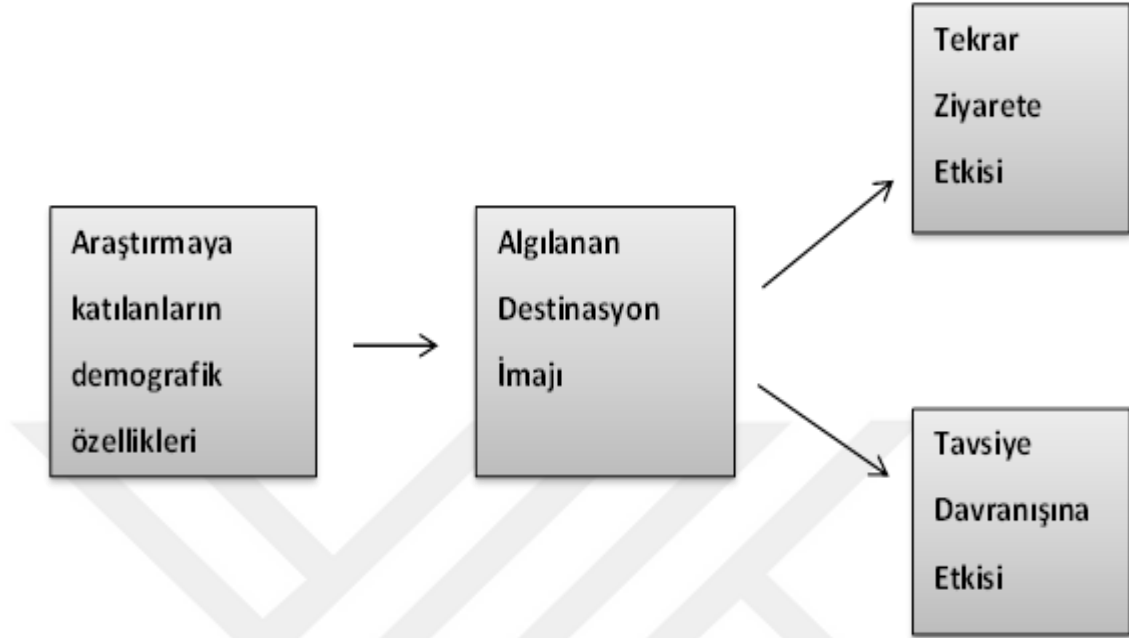 Araştırmaya
katılanların
demografik
özellikleri
Algılanan
Destinasyon
İmajı
Tekrar
Ziyarete
Etkisi
Tavsiye
Davranışına
Etkisi